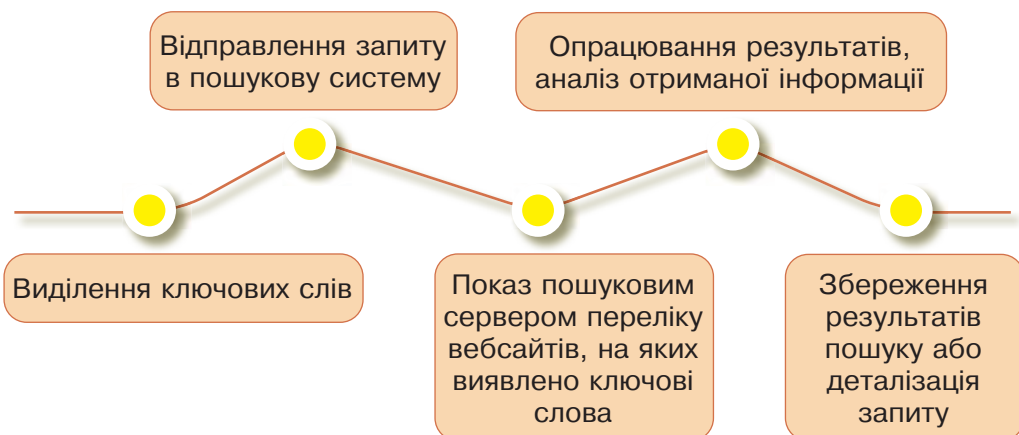 Відправлення запиту
в пошукову систему
Опрацювання результатів,
аналіз отриманої інформації
Виділення ключових слів
Показ пошуковим
сервером переліку
вебсайтів, на яких
виявлено ключові
слова
Збереження
результатів
пошуку або
деталізація
запиту